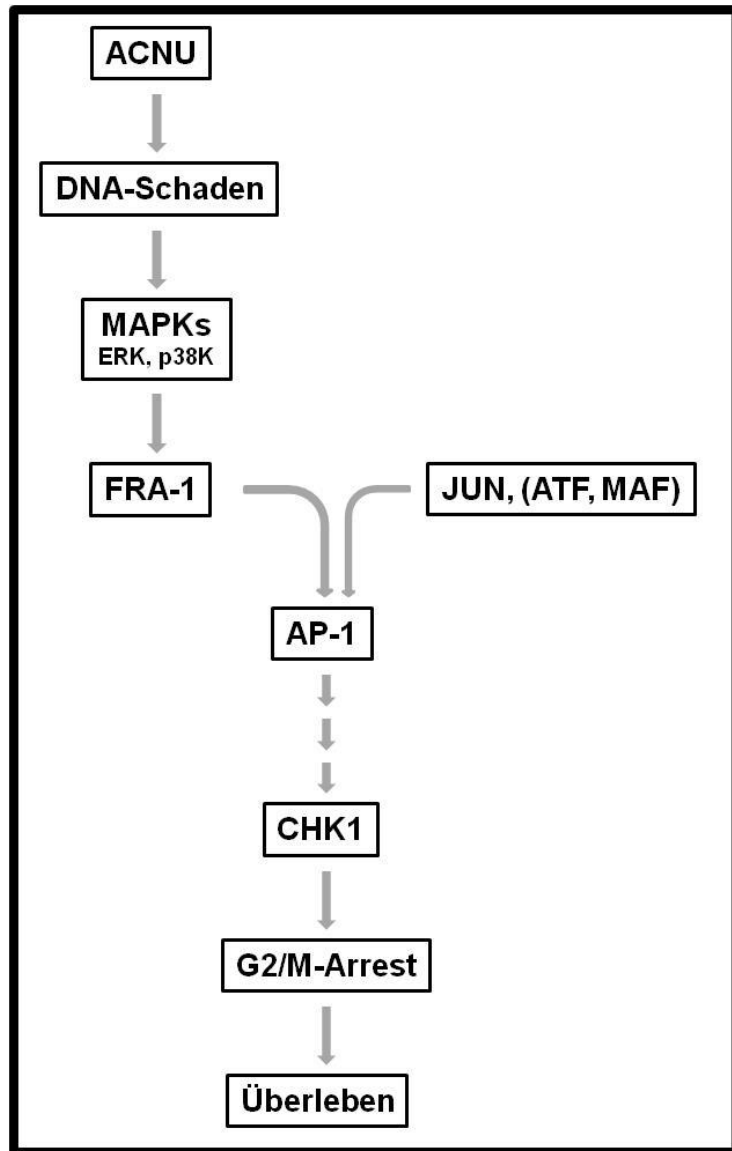 ACNU
DNA-Schaden
MAPKs
ERK, p38K
FRA-1
JUN, (ATF, MAF)
AP-1
CHK1
G2/M-Arrest
Überleben